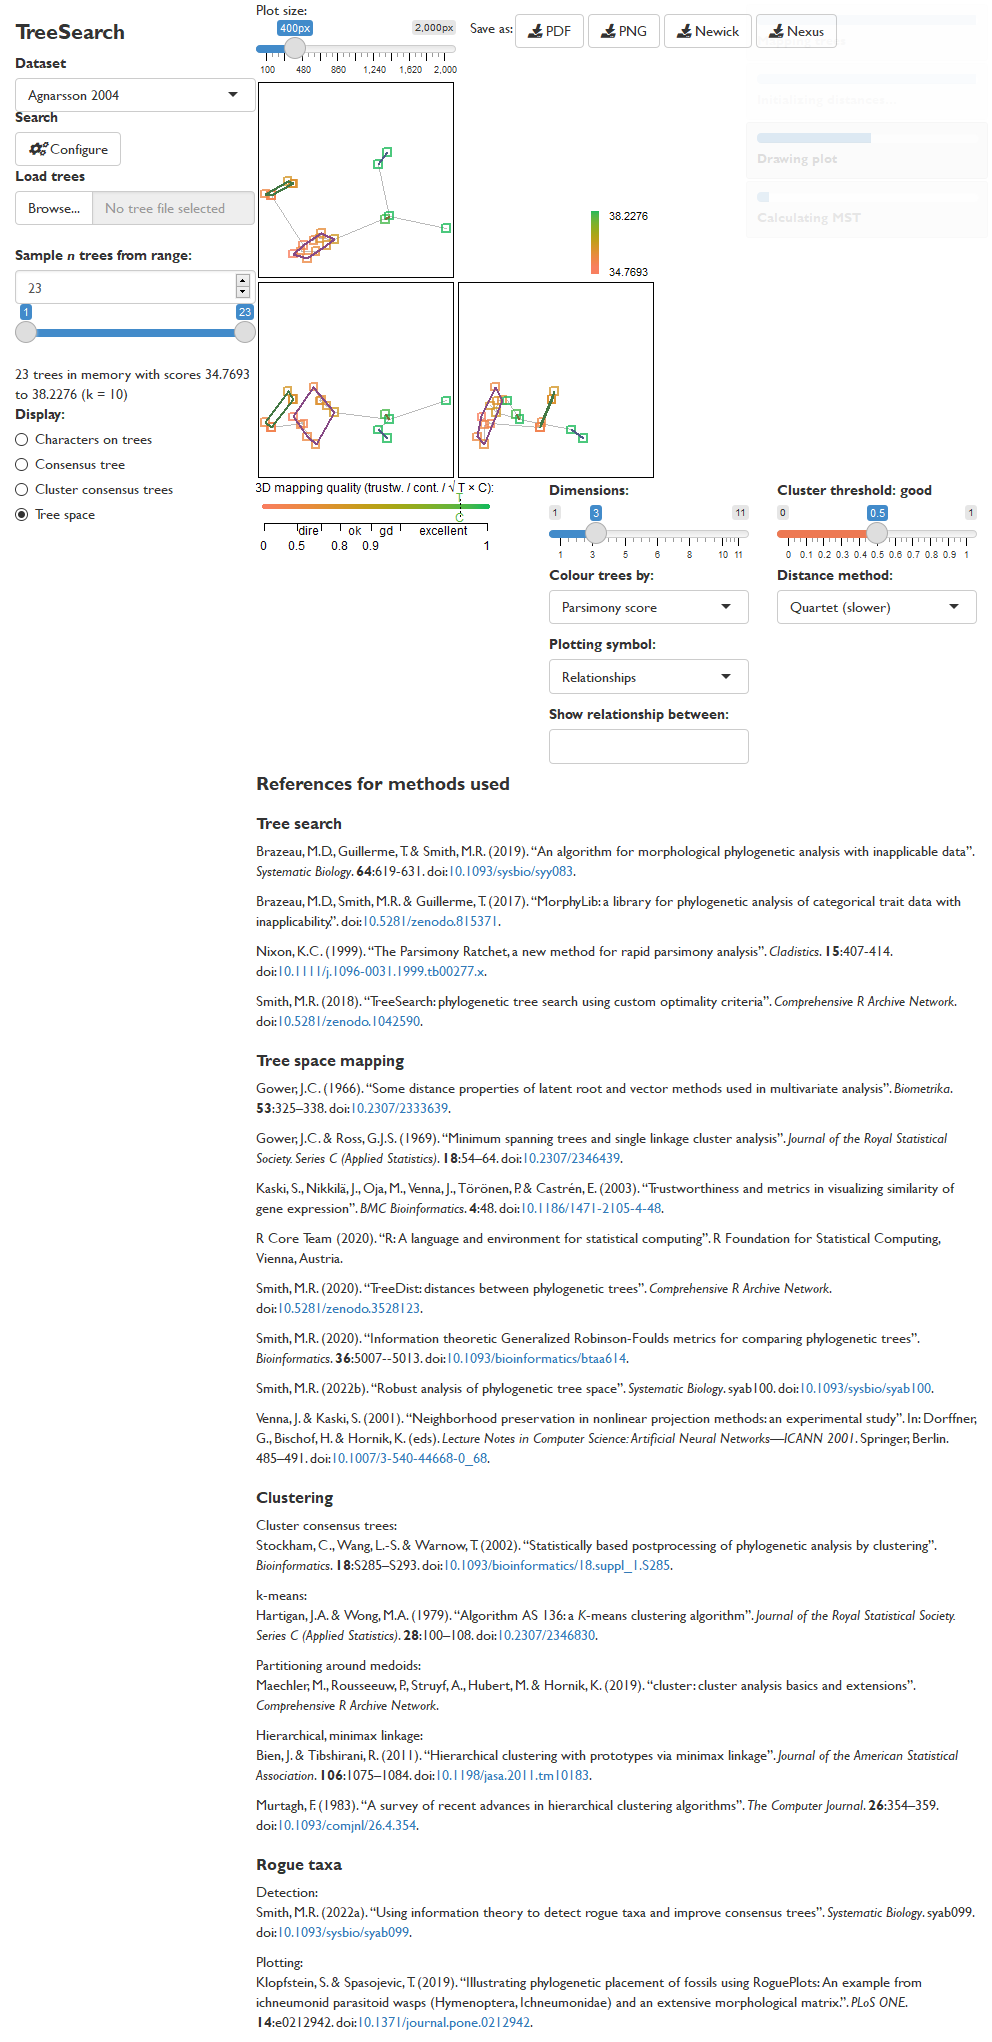 TreeSearch
Dataset
Agnarsson 2004
Search
Configure
Load trees
Browse... No tree file selected
Sample n trees from range:
23
1 23
23 trees in memory with scores 34.7693
to 38.2276 (k = 10)
Display:
Characters on trees
Consensus tree
Cluster consensus trees
Tree space
Plot size:
400px 2,000px
100 480 860 1,240 1,620 2,000
Save as: PDF PNG Newick Nexus
Initializing distances
Drawing plot
Calculating MST
38.2276
34.7693
3D mapping quality (trustw. / cont. / √T × C):
T
C
dire ok gd excellent
0 0.5 0.8 0.9 1
Dimensions:
1 3 11
1 3 5 6 8 10 11
Cluster threshold: good
0 0.5 1
0 0.1 0.2 0.3 0.4 0.5 0.6 0.7 0.8 0.9 1
Colour trees by:
Parsimony score
Distance method:
Quartet (slower)
Plotting symbol:
Relationships
Show relationship between:
References for methods used
Tree search
Brazeau, M.D., Guillerme, T. & Smith, M.R. (2019). “An algorithm for morphological phylogenetic analysis with inapplicable data”.
Systematic Biology. 64:619-631. doi:10.1093/sysbio/syy083.
Brazeau, M.D., Smith, M.R. & Guillerme, T. (2017). “MorphyLib: a library for phylogenetic analysis of categorical trait data with
inapplicability.”. doi:10.5281/zenodo.815371.
Nixon, K.C. (1999). “The Parsimony Ratchet, a new method for rapid parsimony analysis”. Cladistics. 15:407-414.
doi:10.1111/j.1096-0031.1999.tb00277.x.
Smith, M.R. (2018). “TreeSearch: phylogenetic tree search using custom optimality criteria”. Comprehensive R Archive Network.
doi:10.5281/zenodo.1042590.
Tree space mapping
Gower, J.C. (1966). “Some distance properties of latent root and vector methods used in multivariate analysis”. Biometrika.
53:325–338. doi:10.2307/2333639.
Gower, J.C. & Ross, G.J.S. (1969). “Minimum spanning trees and single linkage cluster analysis”. Journal of the Royal Statistical
Society. Series C (Applied Statistics). 18:54–64. doi:10.2307/2346439.
Kaski, S., Nikkilä, J., Oja, M., Venna, J., Törönen, P. & Castrén, E. (2003). “Trustworthiness and metrics in visualizing similarity of
gene expression”. BMC Bioinformatics. 4:48. doi:10.1186/1471-2105-4-48.
R Core Team (2020). “R: A language and environment for statistical computing”. R Foundation for Statistical Computing,
Vienna, Austria.
Smith, M.R. (2020). “TreeDist: distances between phylogenetic trees”. Comprehensive R Archive Network.
doi:10.5281/zenodo.3528123.
Smith, M.R. (2020). “Information theoretic Generalized Robinson-Foulds metrics for comparing phylogenetic trees”.
Bioinformatics. 36:5007--5013. doi:10.1093/bioinformatics/btaa614.
Smith, M.R. (2022b). “Robust analysis of phylogenetic tree space”. Systematic Biology. syab100. doi:10.1093/sysbio/syab100.
Venna, J. & Kaski, S. (2001). “Neighborhood preservation in nonlinear projection methods: an experimental study”. In: Dorffner,
G., Bischof, H. & Hornik, K. (eds). Lecture Notes in Computer Science: Artificial Neural Networks—ICANN 2001. Springer, Berlin.
485–491. doi:10.1007/3-540-44668-0_68.
Clustering
Cluster consensus trees:
Stockham, C., Wang, L.-S. & Warnow, T. (2002). “Statistically based postprocessing of phylogenetic analysis by clustering”.
Bioinformatics. 18:S285–S293. doi:10.1093/bioinformatics/18.suppl_1.S285.
k-means:
Hartigan, J.A. & Wong, M.A. (1979). “Algorithm AS 136: a K-means clustering algorithm”. Journal of the Royal Statistical Society.
Series C (Applied Statistics). 28:100–108. doi:10.2307/2346830.
Partitioning around medoids:
Maechler, M., Rousseeuw, P., Struyf, A., Hubert, M. & Hornik, K. (2019). “cluster: cluster analysis basics and extensions”.
Comprehensive R Archive Network.
Hierarchical, minimax linkage:
Bien, J. & Tibshirani, R. (2011). “Hierarchical clustering with prototypes via minimax linkage”. Journal of the American Statistical
Association. 106:1075–1084. doi:10.1198/jasa.2011.tm10183.
Murtagh, F. (1983). “A survey of recent advances in hierarchical clustering algorithms”. The Computer Journal. 26:354–359.
doi:10.1093/comjnl/26.4.354.
Rogue taxa
Detection:
Smith, M.R. (2022a). “Using information theory to detect rogue taxa and improve consensus trees”. Systematic Biology. syab099.
doi:10.1093/sysbio/syab099.
Plotting:
Klopfstein, S. & Spasojevic, T. (2019). “Illustrating phylogenetic placement of fossils using RoguePlots: An example from
ichneumonid parasitoid wasps (Hymenoptera, Ichneumonidae) and an extensive morphological matrix.”. PLoS ONE.
14:e0212942. doi:10.1371/journal.pone.0212942.